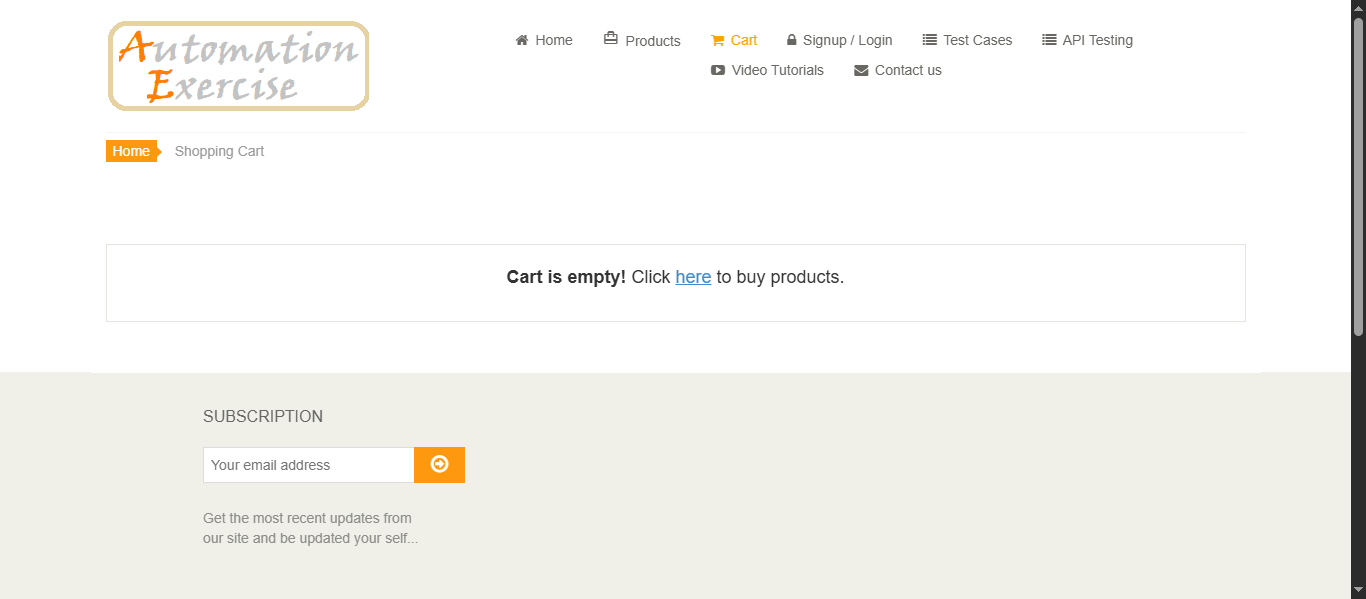 Automation
Exercise
Home Products Cart Signup / Login Test Cases API Testing
Video Tutorials Contact us
Home Shopping Cart
Cart is empty! Click here to buy products.
SUBSCRIPTION
Your email address
Get the most recent updates from
our site and be updated your self...